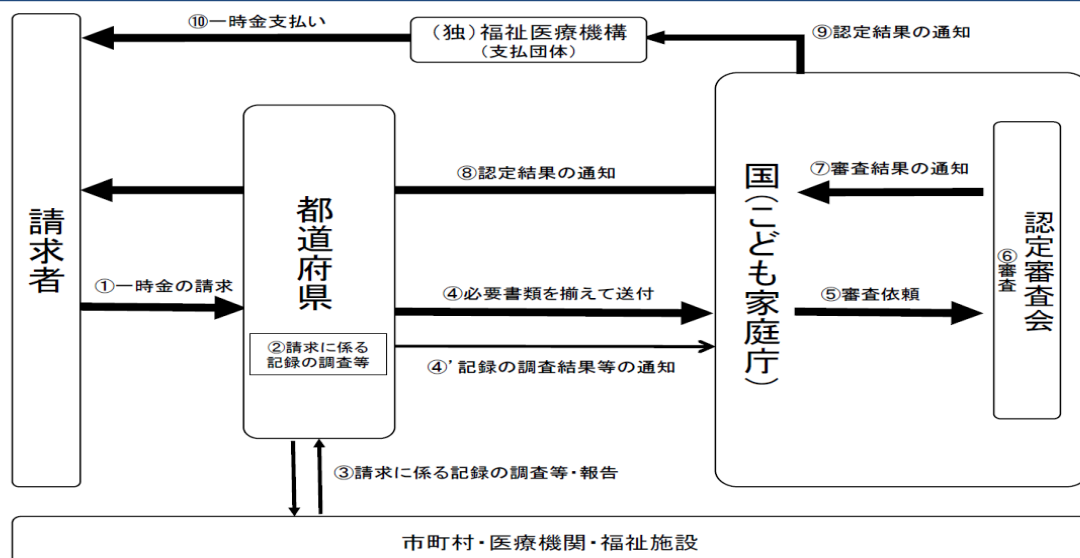 ⑩一時金支払い
(独)福祉医療機構
(支払団体)
⑨認定結果の通知
請求者
⑧認定結果の通知
都道府県
国(こども家庭庁)
⑦審査結果の通知
認定審査会
⑥審査
①一時金の請求
④必要書類を揃えて送付
⑤審査依頼
②請求に係る
記録の調査等
④'記録の調査結果等の通知
③請求に係る記録の調査等・報告
市町村・医療機関・福祉施設